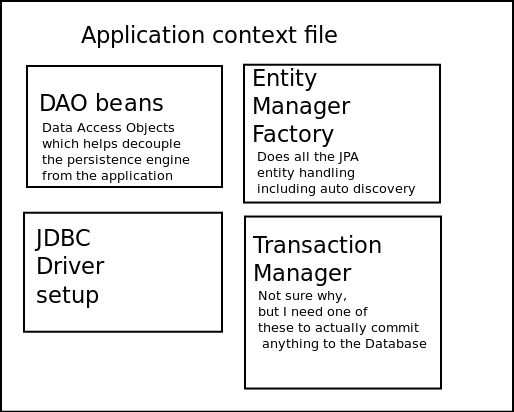 Application context file
DAO beans
Data Access Objects
which helps decouple
the persistence engine
from the application
Entity
Manager
Factory
Does all the JPA
entity handling
including auto discovery
JDBC
Driver
setup
Transaction
Manager
Not sure why,
but I need one of
these to actually commit
anything to the Database